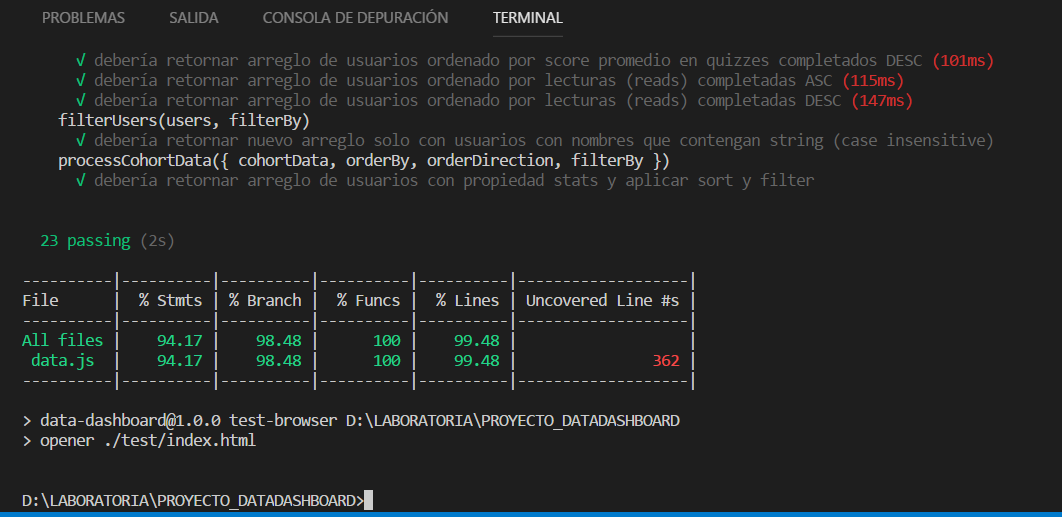 PROBLEMAS SALIDA CONSOLA DE DEPURACIÓN TERMINAL
√ debería retornar arreglo de usuarios ordenado por score promedio en quizzes completados DESC (101ms)
√ debería retornar arreglo de usuarios ordenado por lecturas (reads) completadas ASC (115ms)
√ debería retornar arreglo de usuarios ordenado por lecturas (reads) completadas DESC (147ms)
filterUsers(users, filterBy)
√ debería retornar nuevo arreglo solo con usuarios con nombres que contengan string (case insensitive)
processCohortData({ cohortData, orderBy, orderDirection, filterBy })
√ debería retornar arreglo de usuarios con propiedad stats y aplicar sort y filter
23 passing (2s)
----------|----------|----------|----------|----------|-------------------|
File | % Stmts | % Branch | % Funcs | % Lines | Uncovered Line #s |
----------|----------|----------|----------|----------|-------------------|
All files | 94.17 | 98.48 | 100 | 99.48 | |
data.js | 94.17 | 98.48 | 100 | 99.48 | 362 |
----------|----------|----------|----------|----------|-------------------|
> data-dashboard@1.0.0 test-browser D:\LABORATORIA\PROYECTO_DATADASHBOARD
> opener ./test/index.html
D:\LABORATORIA\PROYECTO_DATADASHBOARD>